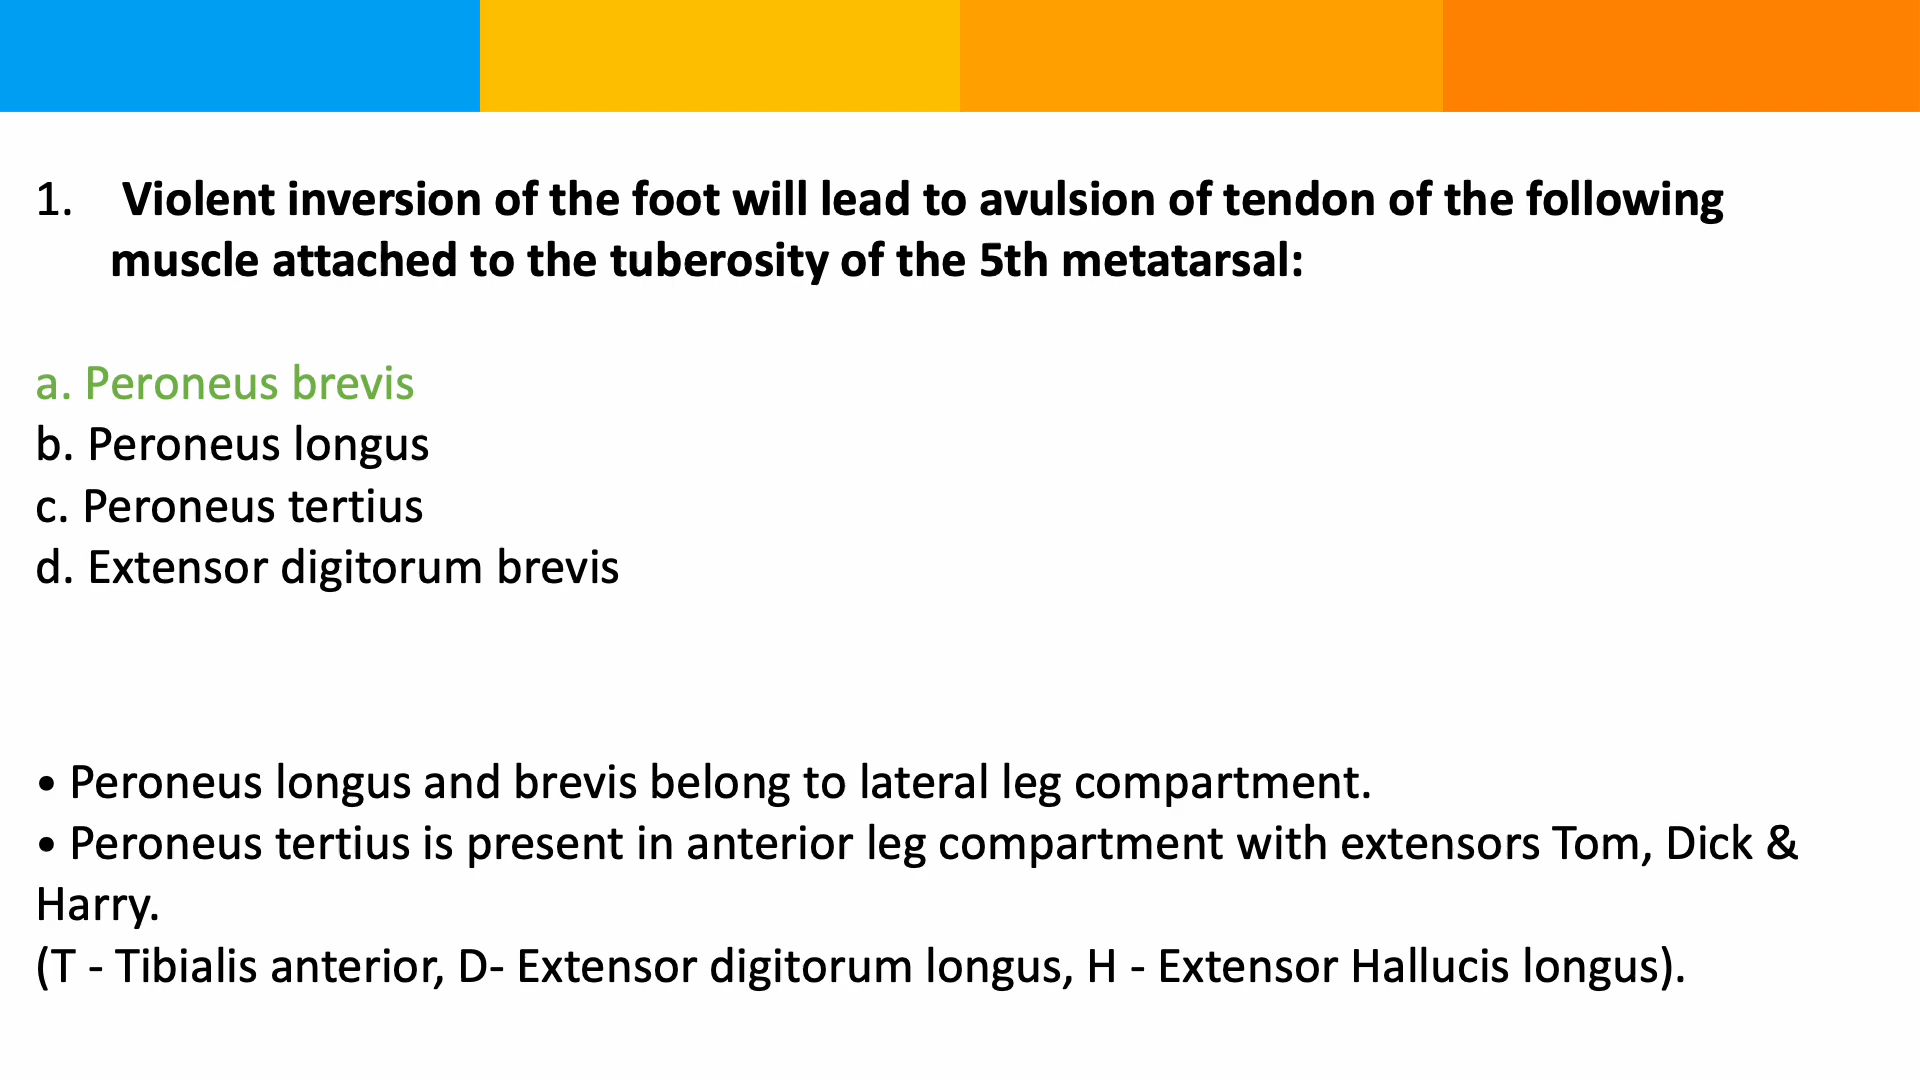 1. Violent inversion of the foot will lead to avulsion of tendon of the following
muscle attached to the tuberosity of the 5th metatarsal:
a. Peroneus brevis
b. Peroneus longus
c. Peroneus tertius
d. Extensor digitorum brevis
• Peroneus longus and brevis belong to lateral leg compartment.
• Peroneus tertius is present in anterior leg compartment with extensors Tom, Dick &
Harry.
(T - Tibialis anterior, D- Extensor digitorum longus, H - Extensor Hallucis longus).